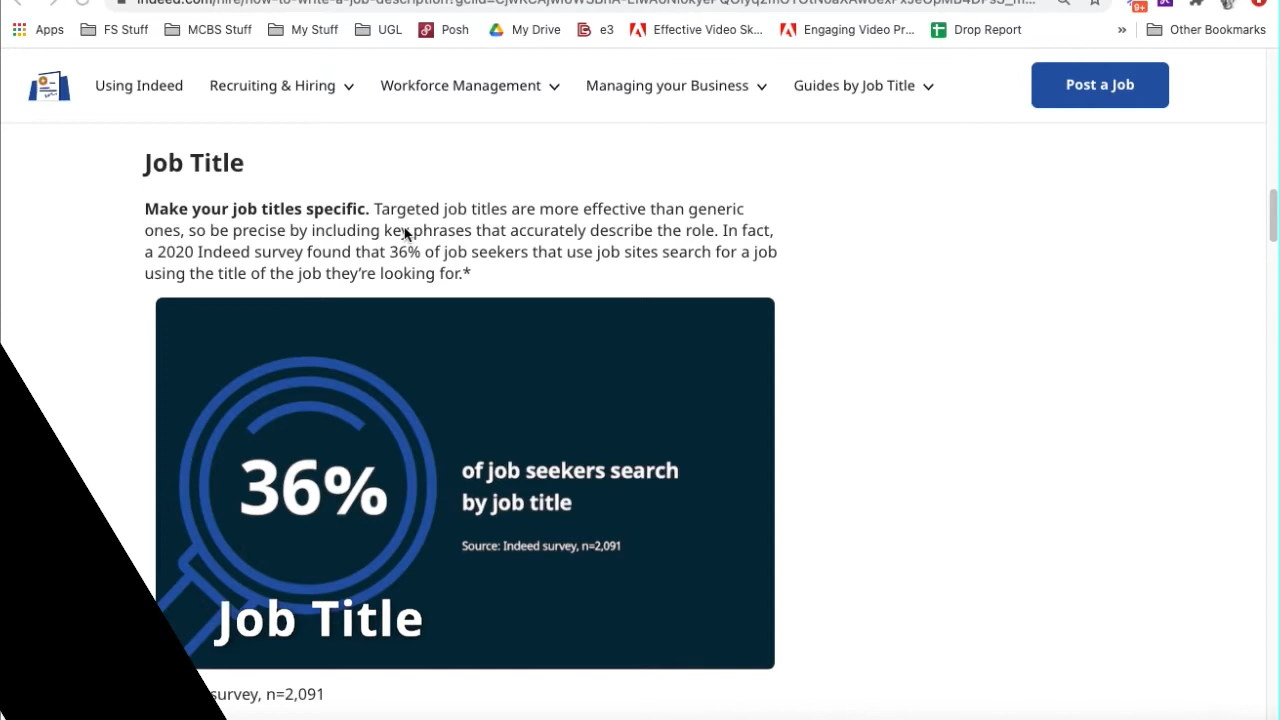 Apps FS Stuff MCBS Stuff My Stuff UGL Posh My Drive e3 Effective Video Sk... Engaging Video Pr... Drop Report » Other Bookmarks
Using Indeed Recruiting & Hiring Workforce Management Managing your Business Guides by Job Title Post a Job
Job Title
Make your job titles specific. Targeted job titles are more effective than generic
ones, so be precise by including key phrases that accurately describe the role. In fact,
a 2020 Indeed survey found that 36% of job seekers that use job sites search for a job
using the title of the job they’re looking for.*
36%
of job seekers search
by job title
Source: Indeed survey, n=2,091
Job Title
survey, n=2,091